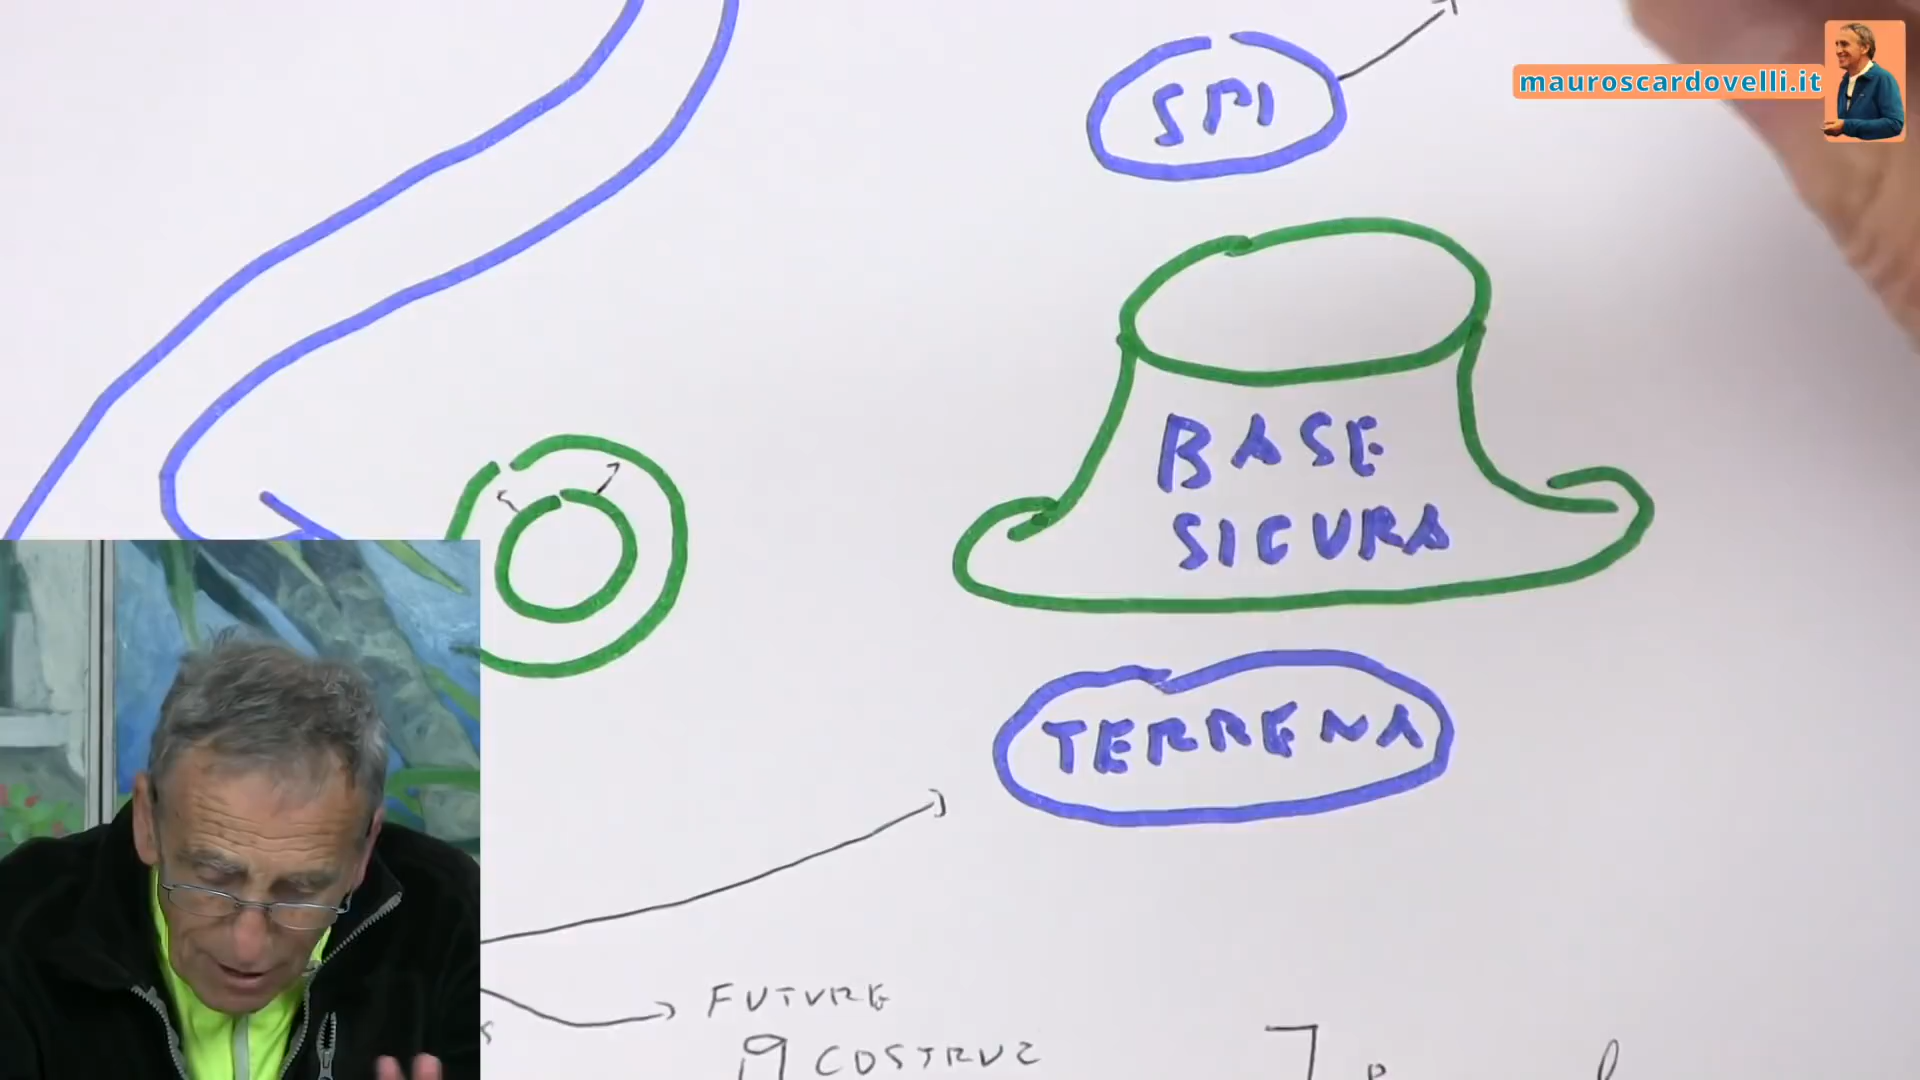 mauroscardovelli.it
SPI
BASE
SICURA
TERRENA
FUTURE
COSTRUZ